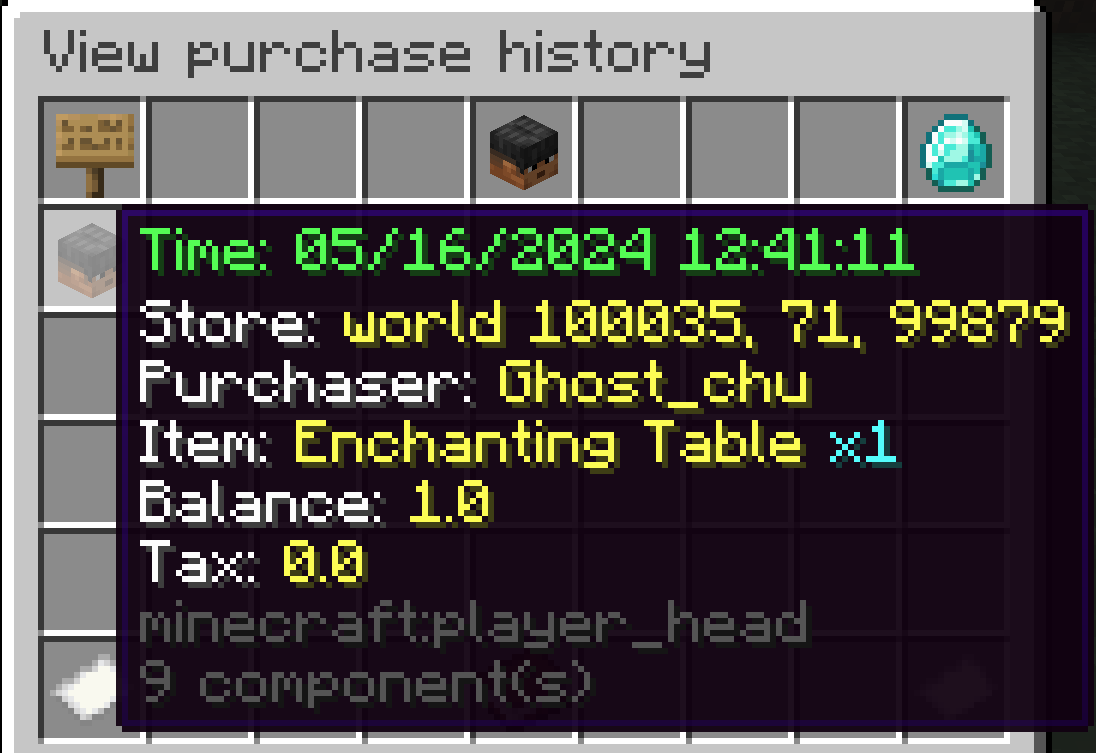 View purchase history
Time: 05/16/2024 12:41:11
Store: world 100035, 71, 99879
Purchaser: Ghost_chu
Item: Enchanting Table x1
Balance: 1.0
Tax: 0.0
minecraft:player_head
9 component(s)